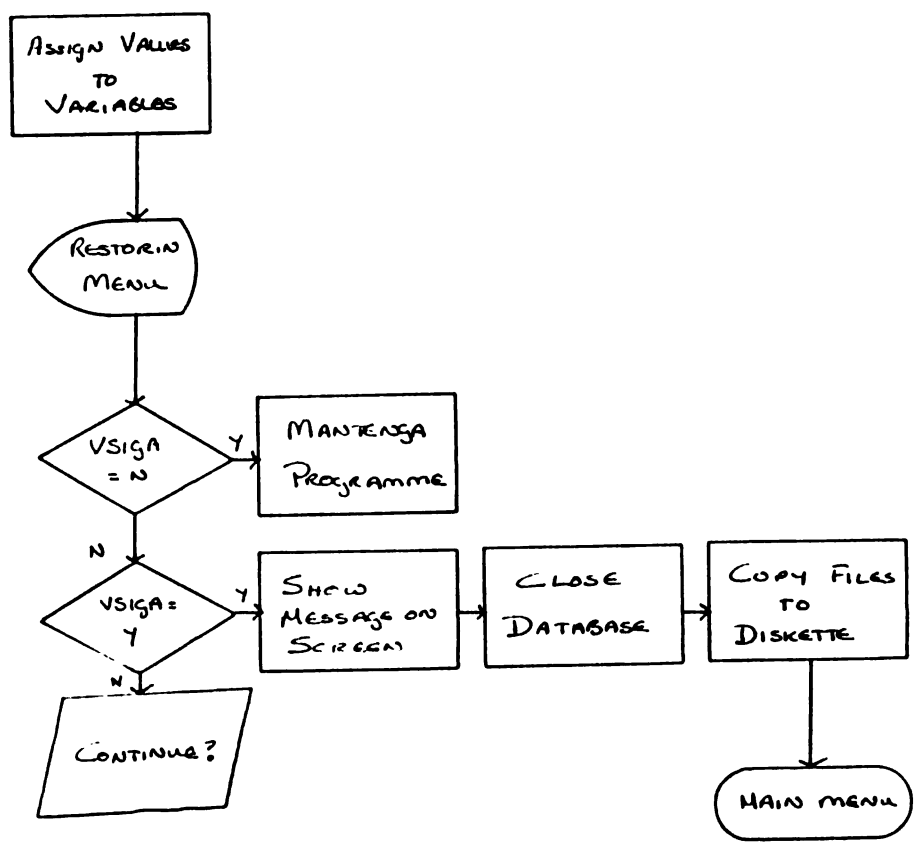 ASSIGN VALUES
TO
VARIABLES
RESTORIN
MENU
VSIGA
= N
Y
MANTENGA
PROGRAMME
N
VSIGA =
Y
Y
SHOW
MESSAGE ON
SCREEN
CLOSE
DATABASE
COPY FILES
TO
DISKETTE
N
CONTINUE?
MAIN MENU